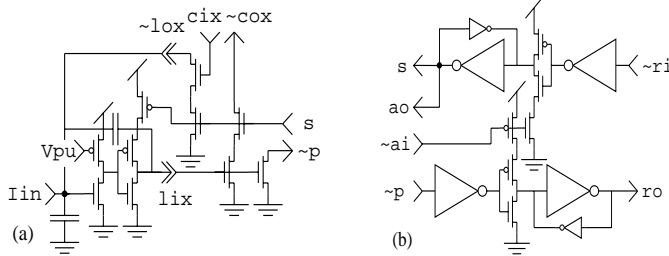 ~lox cix ~cox
s
~p
Vpu
Iin
lix
(a)
s
~ri
ao
~ai
~p
ro
(b)